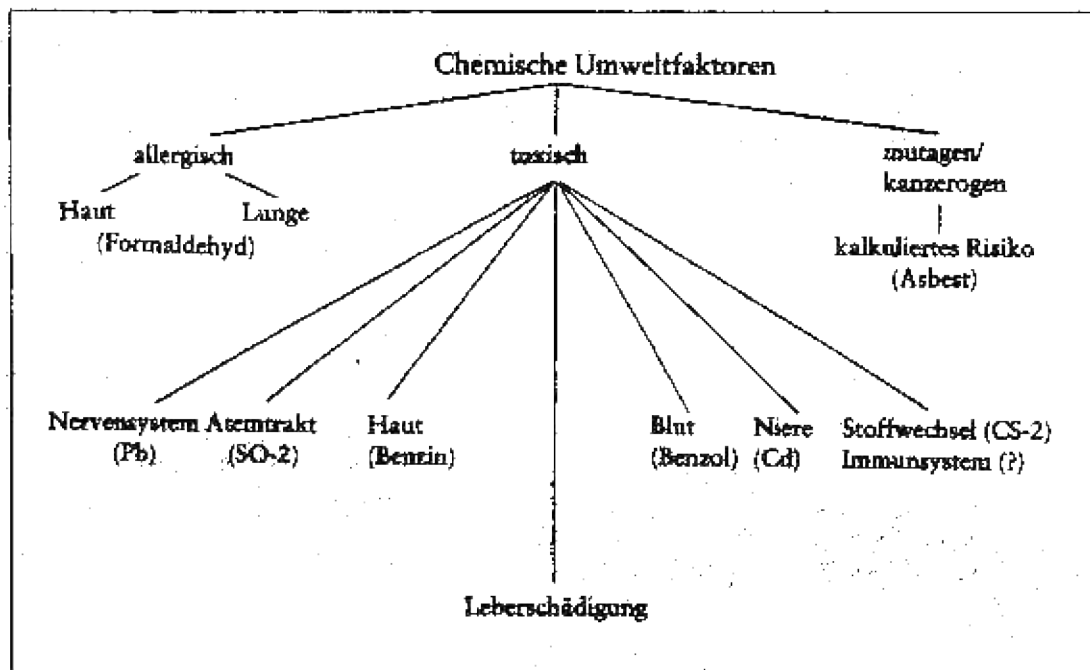 Chemische Umweltfaktoren
allergisch
toxisch
mutagen/
kanzerogen
Haut
Lunge
(Formaldehyd)
kalkuliertes Risiko
(Asbest)
Nervensystem
(Pb)
Atemtrakt
(SO-2)
Haut
(Benzin)
Blut
(Benzol)
Niere
(Cd)
Stoffwechsel (CS-2)
Immunsystem (?)
Leberschädigung